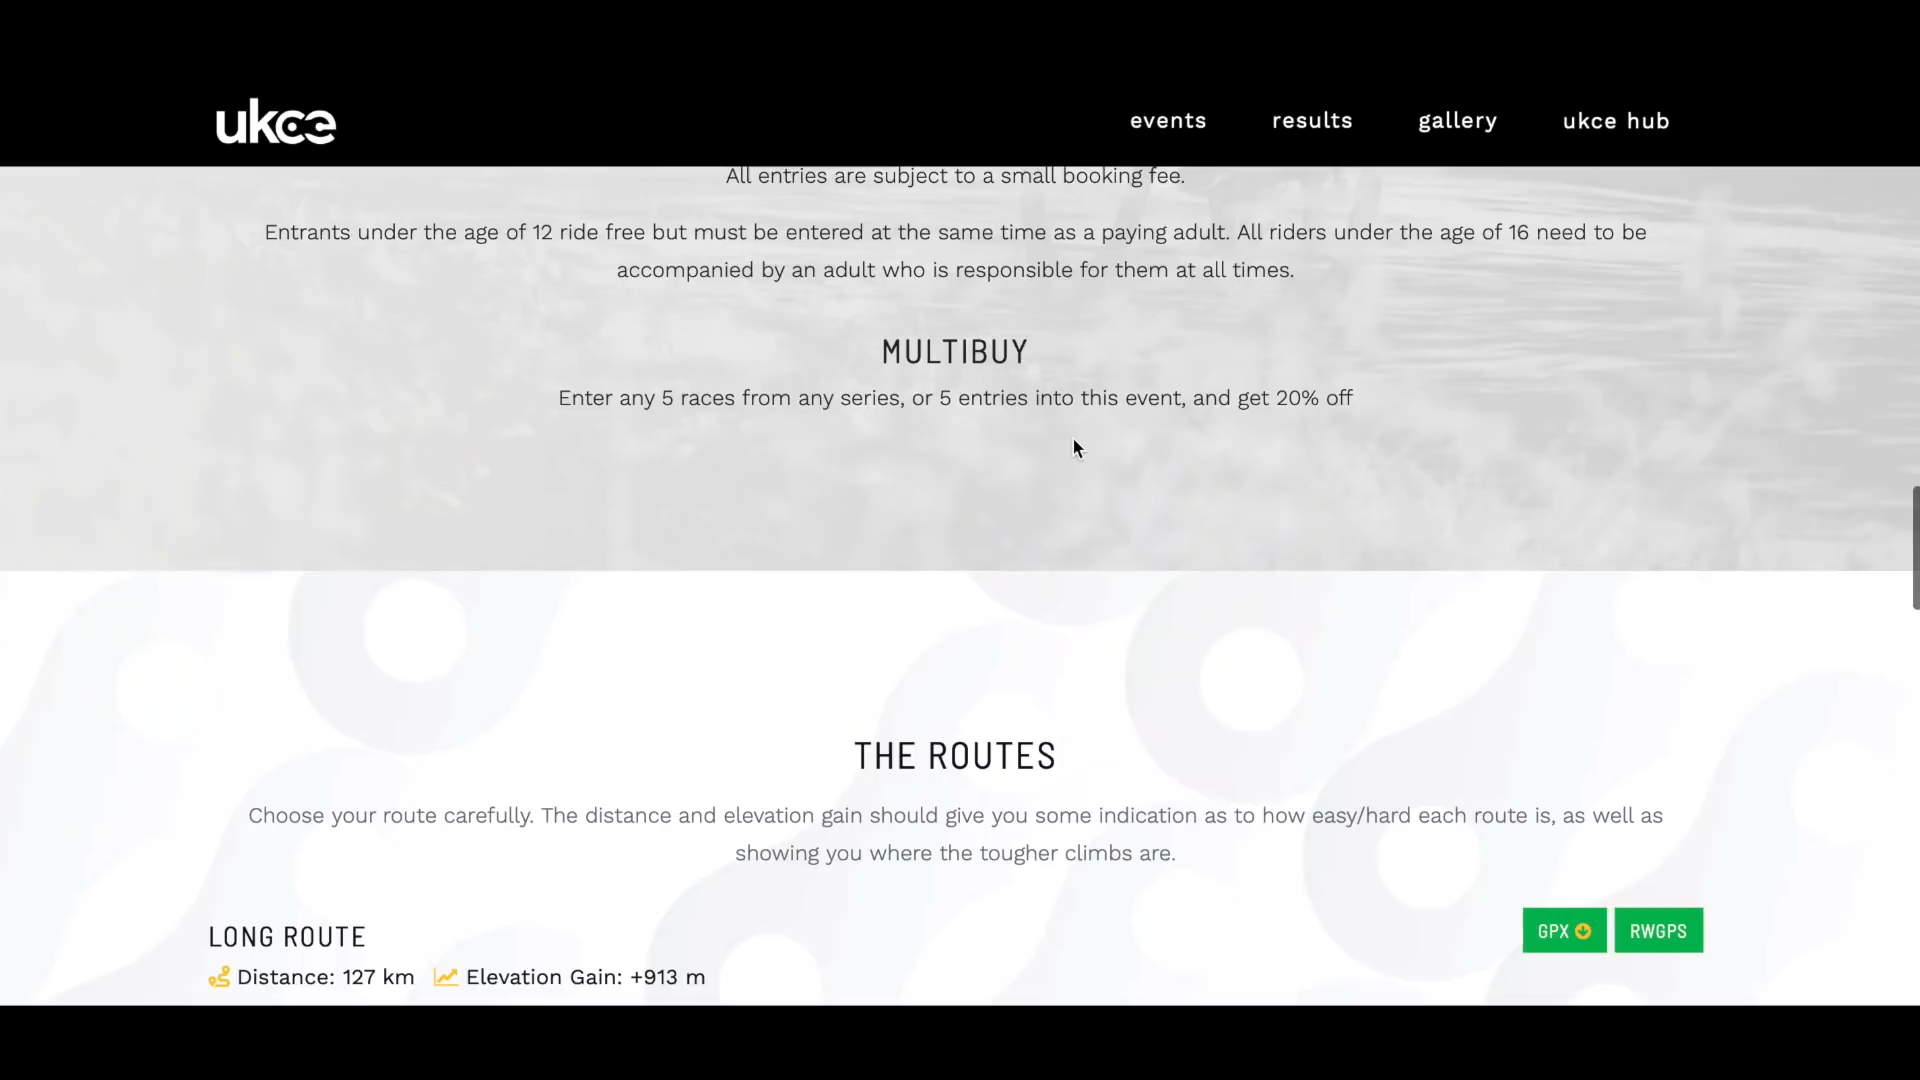 ukce
events results gallery ukce hub
All entries are subject to a small booking fee.
Entrants under the age of 12 ride free but must be entered at the same time as a paying adult. All riders under the age of 16 need to be
accompanied by an adult who is responsible for them at all times.
MULTIBUY
Enter any 5 races from any series, or 5 entries into this event, and get 20% off
THE ROUTES
Choose your route carefully. The distance and elevation gain should give you some indication as to how easy/hard each route is, as well as
showing you where the tougher climbs are.
LONG ROUTE
GPX RWGPS
Distance: 127 km Elevation Gain: +913 m